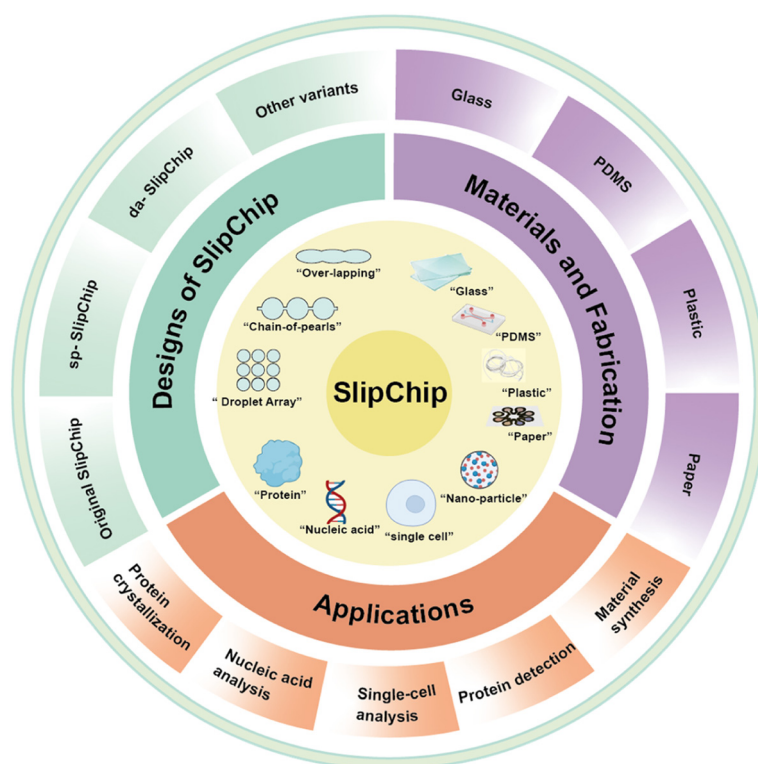 Other variants
da- SlipChip
sp- SlipChip
Original SlipChip
Glass
PDMS
Plastic
Paper
Designs of SlipChip
Materials and Fabrication
Applications
“Over-lapping”
“Chain-of-pearls”
“ Droplet Array”
“Glass”
“PDMS”
“Plastic”
“Paper”
SlipChip
“Protein”
“Nucleic acid”
“single cell”
“Nano-particle”
Protein
crystallization
Nucleic acid
analysis
Single-cell
analysis
Protein detection
Material
synthesis